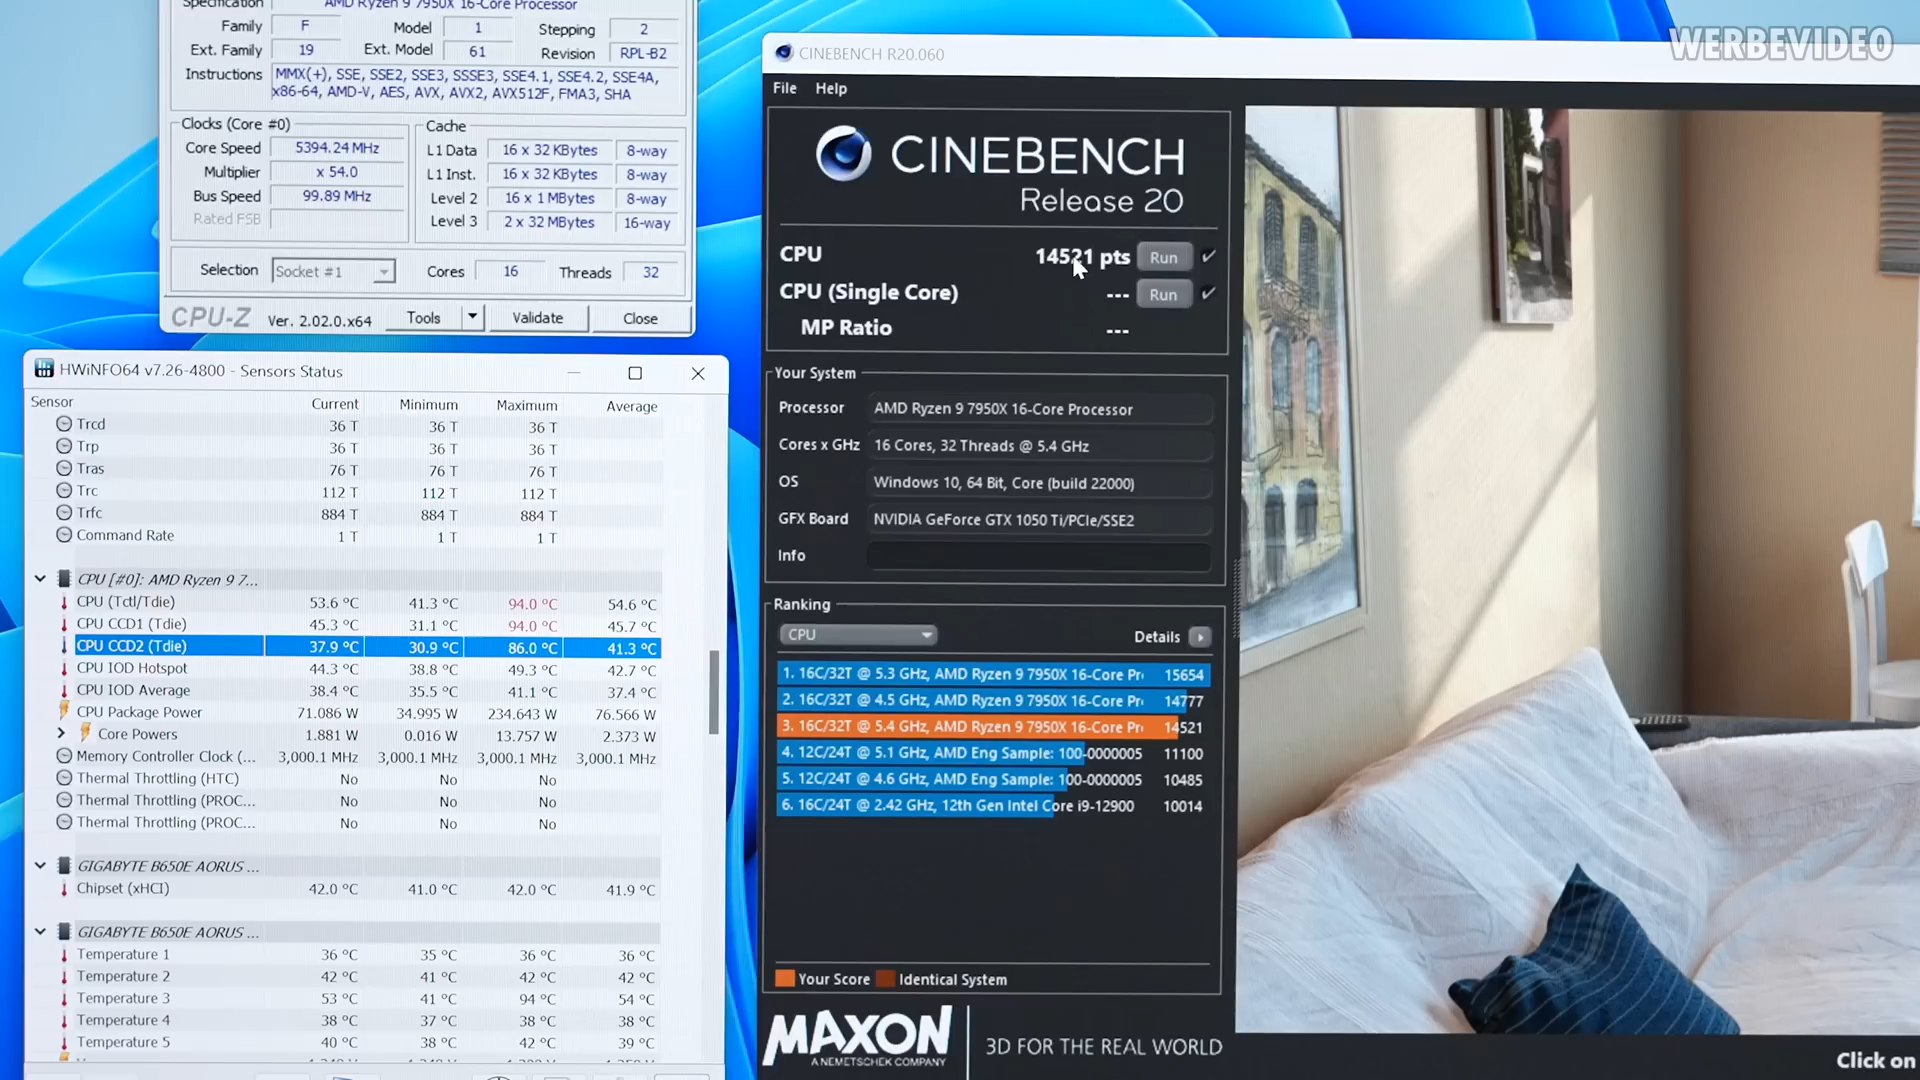 WERBEVIDEO
Specification AMD Ryzen 9 7950X 16-Core Processor
Family F Model 1 Stepping 2
Ext. Family 19 Ext. Model 61 Revision RPL-B2
Instructions MMX(+), SSE, SSE2, SSE3, SSSE3, SSE4.1, SSE4.2, SSE4A,
x86-64, AMD-V, AES, AVX, AVX2, AVX512F, FMA3, SHA
Clocks (Core #0)
Core Speed 5394.24 MHz
Multiplier x 54.0
Bus Speed 99.89 MHz
Rated FSB
Cache
L1 Data 16 x 32 KBytes 8-way
L1 Inst. 16 x 32 KBytes 8-way
Level 2 16 x 1 MBytes 8-way
Level 3 2 x 32 MBytes 16-way
Selection Socket #1 Cores 16 Threads 32
CPU-Z Ver. 2.02.0.x64 Tools Validate Close
HWiNFO64 v7.26-4800 - Sensors Status
Sensor Current Minimum Maximum Average
Trcd 36 T 36 T 36 T
Trp 36 T 36 T 36 T
Tras 76 T 76 T 76 T
Trc 112 T 112 T 112 T
Trfc 884 T 884 T 884 T
Command Rate 1 T 1 T 1 T
CPU [#0]: AMD Ryzen 9 7...
CPU (Tctl/Tdie) 53.6 °C 41.3 °C 94.0 °C 54.6 °C
CPU CCD1 (Tdie) 45.3 °C 31.1 °C 94.0 °C 45.7 °C
CPU CCD2 (Tdie) 37.9 °C 30.9 °C 86.0 °C 41.3 °C
CPU IOD Hotspot 44.3 °C 38.8 °C 49.3 °C 42.7 °C
CPU IOD Average 38.4 °C 35.5 °C 41.1 °C 37.4 °C
CPU Package Power 71.086 W 34.995 W 234.643 W 76.566 W
Core Powers 1.881 W 0.016 W 13.757 W 2.373 W
Memory Controller Clock (... 3,000.1 MHz 3,000.1 MHz 3,000.1 MHz 3,000.1 MHz
Thermal Throttling (HTC) No No No
Thermal Throttling (PROC... No No No
Thermal Throttling (PROC... No No No
GIGABYTE B650E AORUS ...
Chipset (xHCI) 42.0 °C 41.0 °C 42.0 °C 41.9 °C
GIGABYTE B650E AORUS ...
Temperature 1 36 °C 35 °C 36 °C 36 °C
Temperature 2 42 °C 41 °C 42 °C 42 °C
Temperature 3 53 °C 41 °C 94 °C 54 °C
Temperature 4 38 °C 37 °C 38 °C 38 °C
Temperature 5 40 °C 38 °C 42 °C 39 °C
CINEBENCH R20.060
File Help
CINEBENCH
Release 20
CPU 14521 pts Run
CPU (Single Core) --- Run
MP Ratio ---
Your System
Processor AMD Ryzen 9 7950X 16-Core Processor
Cores x GHz 16 Cores, 32 Threads @ 5.4 GHz
OS Windows 10, 64 Bit, Core (build 22000)
GFX Board NVIDIA GeForce GTX 1050 Ti/PCIe/SSE2
Info
Ranking
CPU Details
1. 16C/32T @ 5.3 GHz, AMD Ryzen 9 7950X 16-Core Pr 15654
2. 16C/32T @ 4.5 GHz, AMD Ryzen 9 7950X 16-Core Pr 14777
3. 16C/32T @ 5.4 GHz, AMD Ryzen 9 7950X 16-Core Pr 14521
4. 12C/24T @ 5.1 GHz, AMD Eng Sample: 100-0000005 11100
5. 12C/24T @ 4.6 GHz, AMD Eng Sample: 100-0000005 10485
6. 16C/24T @ 2.42 GHz, 12th Gen Intel Core i9-12900 10014
Your Score Identical System
MAXON
A NEMETSCHEK COMPANY
3D FOR THE REAL WORLD
Click on